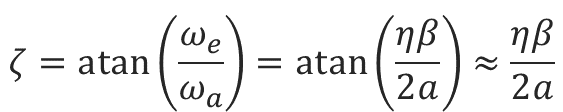 ζ = atan(ω_e/ω_a) = atan(ηβ/2a) ≈ ηβ/2a